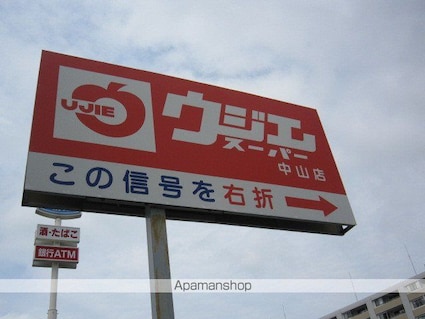 UJIE
ウジエ
スーパー
中山店
この信号を右折
酒・たばこ
銀行ATM
Apamanshop